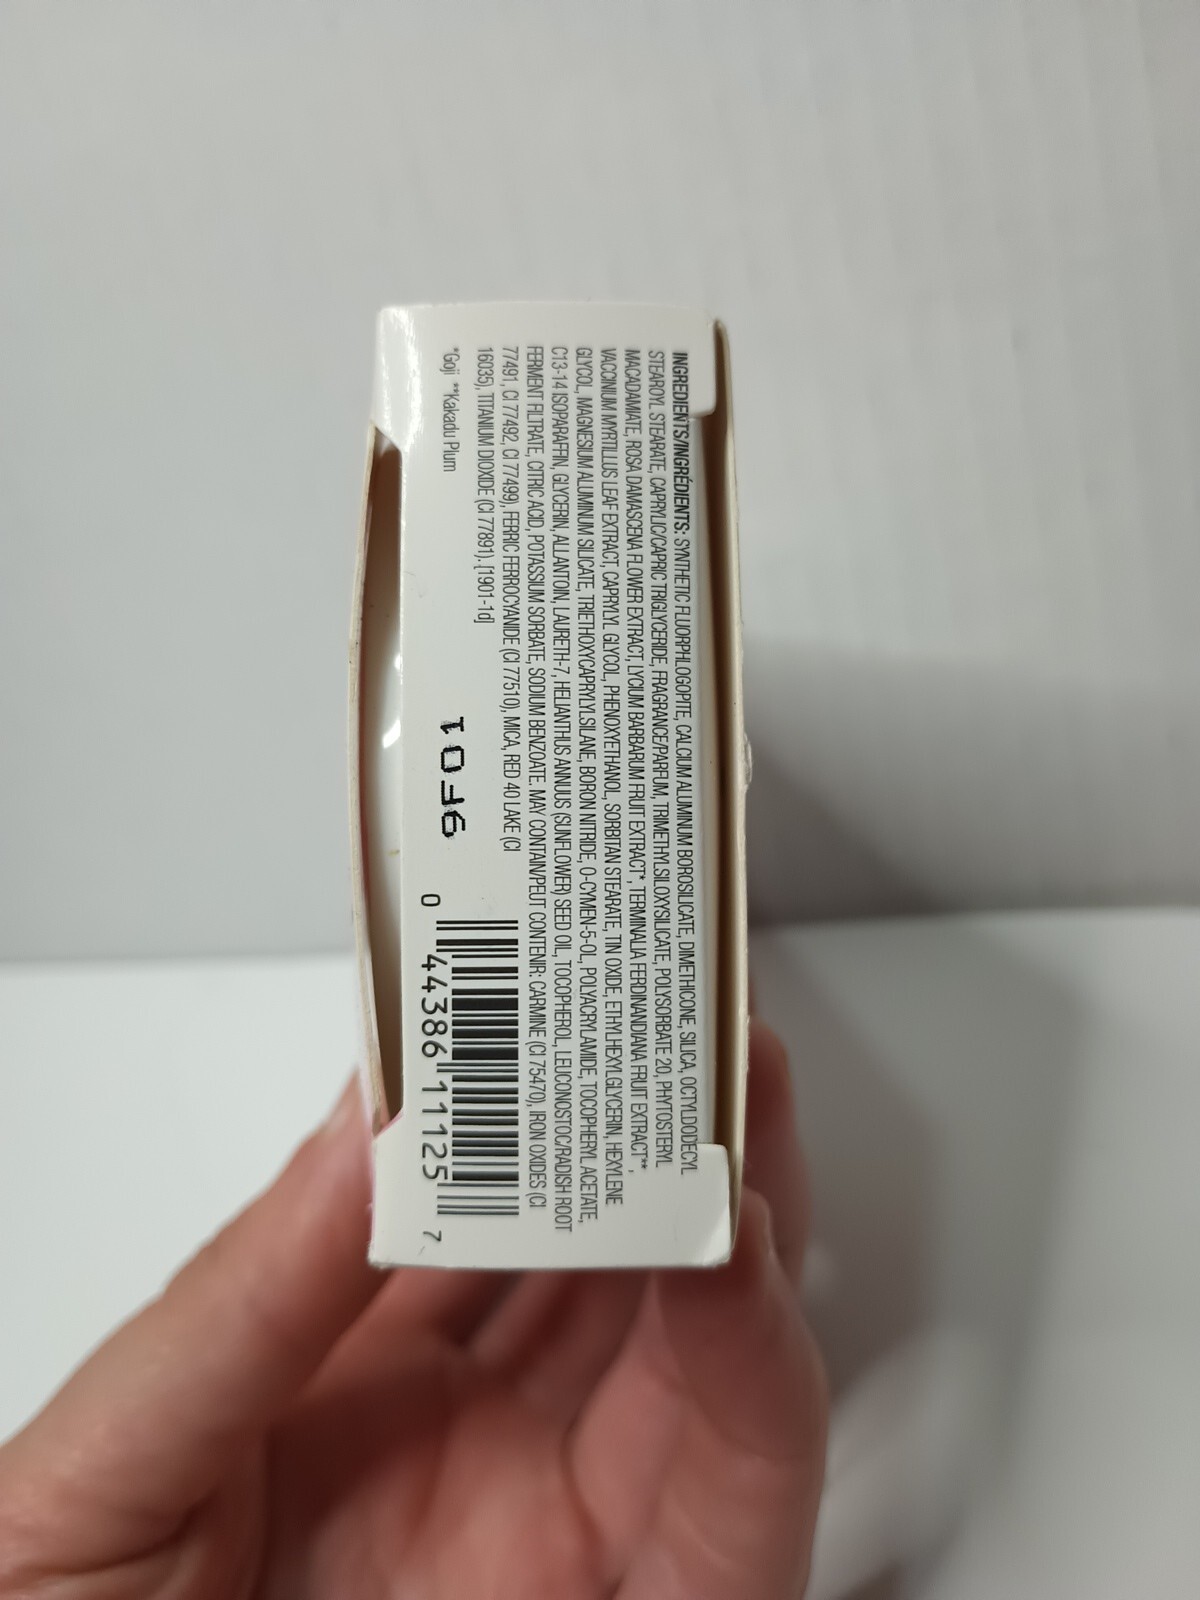 INGREDIENTS/INGRÉDIENTS: SYNTHETIC FLUORPHLOGOPITE, CALCIUM ALUMINUM BOROSILICATE, DIMETHICONE, SILICA, OCTYLDODECYL
STEAROYL STEARATE, CAPRYLIC/CAPRIC TRIGLYCERIDE, FRAGRANCE/PARFUM, TRIMETHYLSILOXYSILICATE, POLYSORBATE 20, PHYTOSTERYL
MACADAMIATE, ROSA DAMASCENA FLOWER EXTRACT, LYCIUM BARBARUM FRUIT EXTRACT*, TERMINALIA FERDINANDIANA FRUIT EXTRACT**,
VACCINIUM MYRTILLUS LEAF EXTRACT, CAPRYLYL GLYCOL, PHENOXYETHANOL, SORBITAN STEARATE, TIN OXIDE, ETHYLHEXYLGLYCERIN, HEXYLENE
GLYCOL, MAGNESIUM ALUMINUM SILICATE, TRIETHOXYCAPRYLYLSILANE, BORON NITRIDE, O-CYMEN-5-OL, POLYACRYLAMIDE, TOCOPHERYL ACETATE,
C13-14 ISOPARAFFIN, GLYCERIN, ALLANTOIN, LAURETH-7, HELIANTHUS ANNUUS (SUNFLOWER) SEED OIL, TOCOPHEROL, LEUCONOSTOC/RADISH ROOT
FERMENT FILTRATE, CITRIC ACID, POTASSIUM SORBATE, SODIUM BENZOATE. MAY CONTAIN/PEUT CONTENIR: CARMINE (CI 75470), IRON OXIDES (CI
77491, CI 77492, CI 77499), FERRIC FERROCYANIDE (CI 77510), MICA, RED 40 LAKE (CI
16035), TITANIUM DIOXIDE (CI 77891). [1901-1d]
*Goji **Kakadu Plum
9F01
0 44386 11125 7